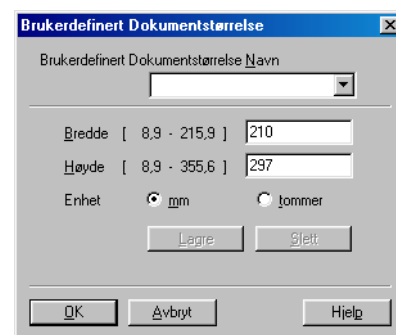 Brukerdefinert Dokumentstørrelse
Brukerdefinert Dokumentstørrelse Navn
Bredde [ 8,9 - 215,9 ] 210
Høyde [ 8,9 - 355,6 ] 297
Enhet mm tommer
Lagre Slett
OK Avbryt Hjelp